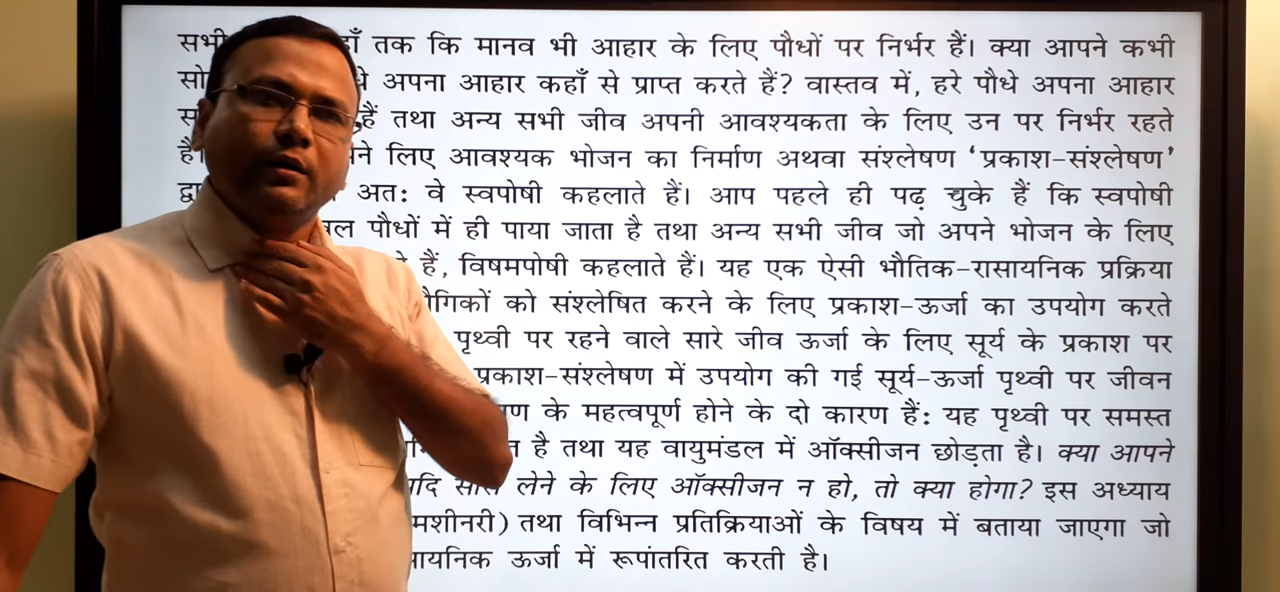 सभी हाँ तक कि मानव भी आहार के लिए पौधों पर निर्भर हैं। क्या आपने कभी
अपना आहार कहाँ से प्राप्त करते हैं? वास्तव में, हरे पौधे अपना आहार
हैं तथा अन्य सभी जीव अपनी आवश्यकता के लिए उन पर निर्भर रहते
लिए आवश्यक भोजन का निर्माण अथवा संश्लेषण ‘प्रकाश-संश्लेषण’
अत: वे स्वपोषी कहलाते हैं। आप पहले ही पढ़ चुके हैं कि स्वपोषी
पौधों में ही पाया जाता है तथा अन्य सभी जीव जो अपने भोजन के लिए
हैं, विषमपोषी कहलाते हैं। यह एक ऐसी भौतिक-रासायनिक प्रक्रिया
को संश्लेषित करने के लिए प्रकाश-ऊर्जा का उपयोग करते
पृथ्वी पर रहने वाले सारे जीव ऊर्जा के लिए सूर्य के प्रकाश पर
प्रकाश-संश्लेषण में उपयोग की गई सूर्य-ऊर्जा पृथ्वी पर जीवन
के महत्वपूर्ण होने के दो कारण हैं: यह पृथ्वी पर समस्त
है तथा यह वायुमंडल में ऑक्सीजन छोड़ता है। क्या आपने
लेने के लिए ऑक्सीजन न हो, तो क्या होगा? इस अध्याय
मशीनरी) तथा विभिन्न प्रतिक्रियाओं के विषय में बताया जाएगा जो
ऊर्जा में रूपांतरित करती है।